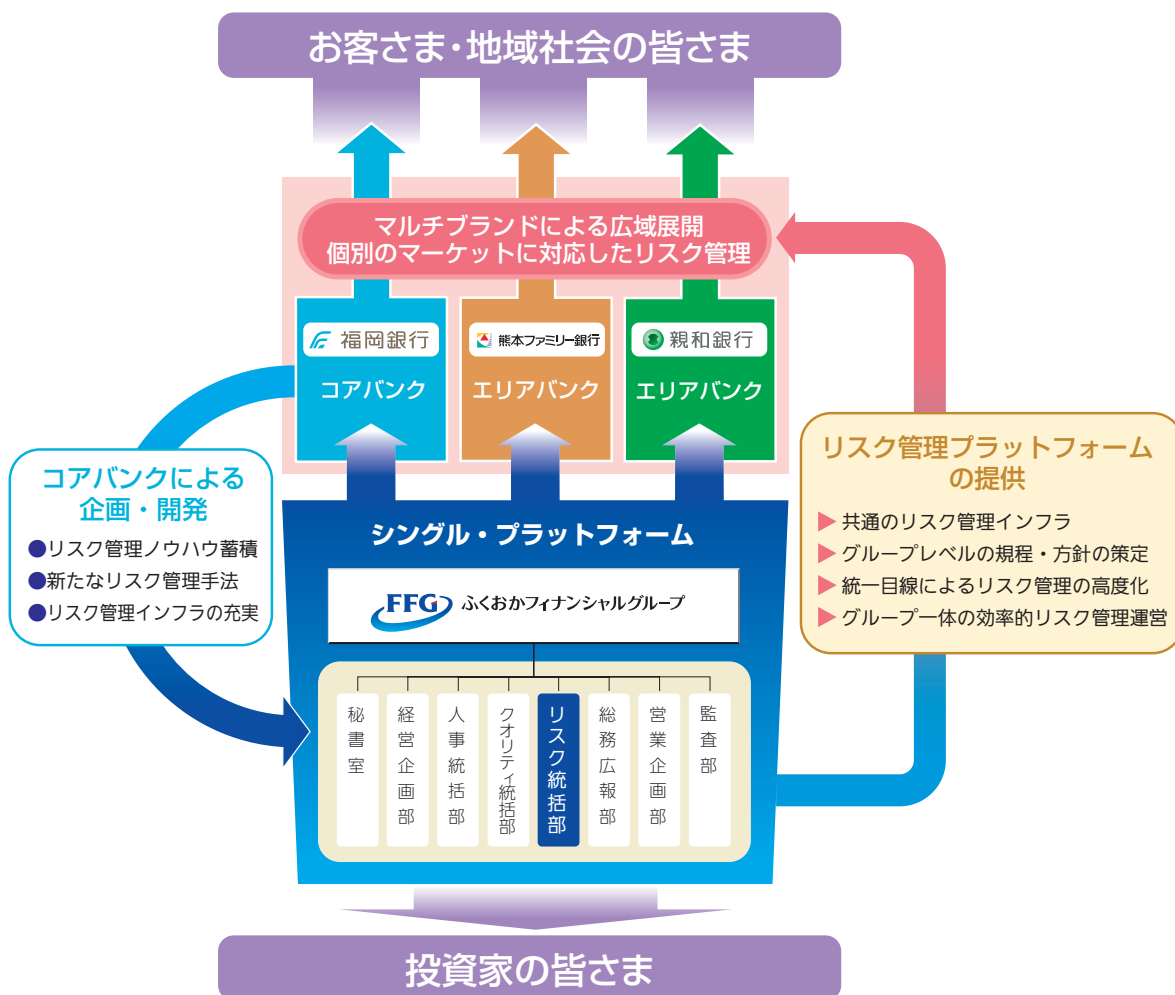 お客さま・地域社会の皆さま
マルチブランドによる広域展開
個別のマーケットに対応したリスク管理
福岡銀行
コアバンク
熊本ファミリー銀行
エリアバンク
親和銀行
エリアバンク
コアバンクによる
企画・開発
●リスク管理ノウハウ蓄積
●新たなリスク管理手法
●リスク管理インフラの充実
シングル・プラットフォーム
FFG ふくおかフィナンシャルグループ
秘書室
経営企画部
人事統括部
クオリティ統括部
リスク統括部
総務広報部
営業企画部
監査部
リスク管理プラットフォーム
の提供
▶ 共通のリスク管理インフラ
▶ グループレベルの規程・方針の策定
▶ 統一目線によるリスク管理の高度化
▶ グループ一体の効率的リスク管理運営
投資家の皆さま